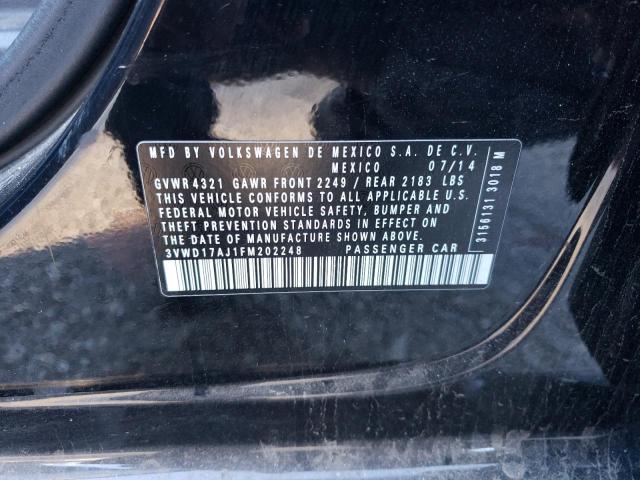 MFD BY VOLKSWAGEN DE MEXICO S.A. DE C.V.
MEXICO 07/14
GVWR 4321 GAWR FRONT 2249 / REAR 2183 LBS
THIS VEHICLE CONFORMS TO ALL APPLICABLE U.S.
FEDERAL MOTOR VEHICLE SAFETY, BUMPER AND
THEFT PREVENTION STANDARDS IN EFFECT ON
THE DATE OF MANUFACTURE SHOWN ABOVE.
3VWD17AJ1FM202248 PASSENGER CAR
3156131 3018 M